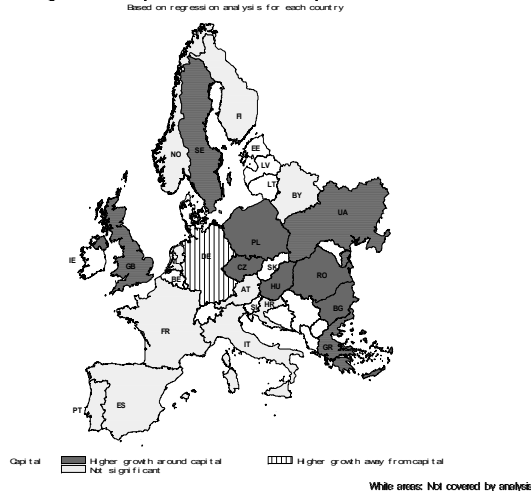 Based on regression analysis for each country
FI
NO
SE
EE
LV
LT
BY
UA
IE
GB
DE
PL
BE
CZ
SK
AT
HU
RO
HR
FR
IT
BG
GR
PT
ES
Capital
Higher growth around capital
Higher growth away from capital
Not significant
White areas: Not covered by analysis